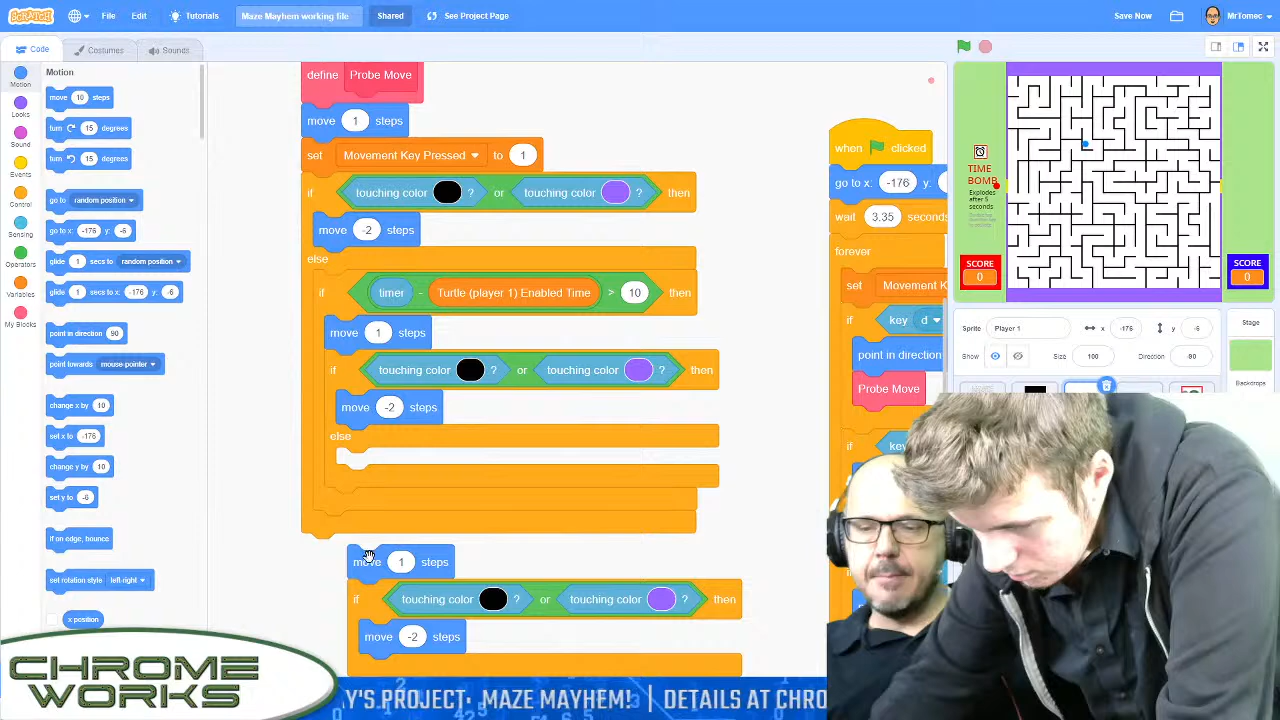 SCRATCH
File
Edit
Tutorials
Maze Mayhem working file
Shared
See Project Page
Save Now
MrTomec
Code
Costumes
Sounds
Motion
Looks
Sound
Events
Control
Sensing
Operators
Variables
My Blocks
Motion
move 10 steps
turn 15 degrees
turn 15 degrees
go to random position
go to x: -176 y: -6
glide 1 secs to random position
glide 1 secs to x: -176 y: -6
point in direction 90
point towards mouse-pointer
change x by 10
set x to -176
change y by 10
set y to -6
if on edge, bounce
set rotation style left-right
x position
define Probe Move
move 1 steps
set Movement Key Pressed to 1
if touching color ? or touching color ? then
move -2 steps
else
if timer - Turtle (player 1) Enabled Time > 10 then
move 1 steps
if touching color ? or touching color ? then
move -2 steps
else
move 1 steps
if touching color ? or touching color ? then
move -2 steps
when clicked
go to x: -176 y:
wait 3.35 seconds
forever
set Movement K
if key d
point in direction
Probe Move
if key
TIME
BOMB
Explodes
after 5
seconds
SCORE
0
SCORE
0
Sprite Player 1 x -176 y -6
Show Size 100 Direction -90
Stage
Backdrops
CHROME
WORKS
Y'S PROJECT: MAZE MAYHEM! | DETAILS AT CHRO